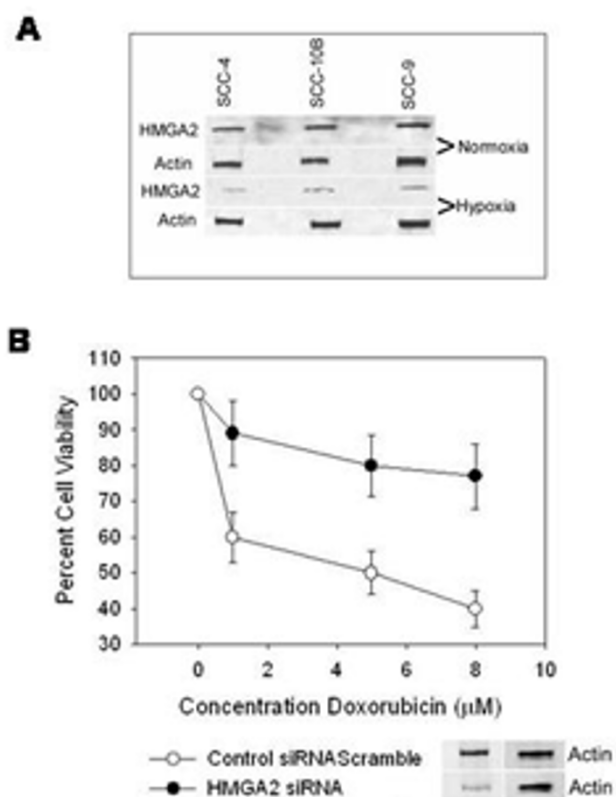 A
SCC-4
SCC-10B
SCC-9
HMGA2
Actin
> Normoxia
HMGA2
Actin
> Hypoxia
B
110
100
90
80
70
60
50
40
30
Percent Cell Viability
0 2 4 6 8 10
Concentration Doxorubicin (μM)
Control siRNAScramble Actin
HMGA2 siRNA Actin